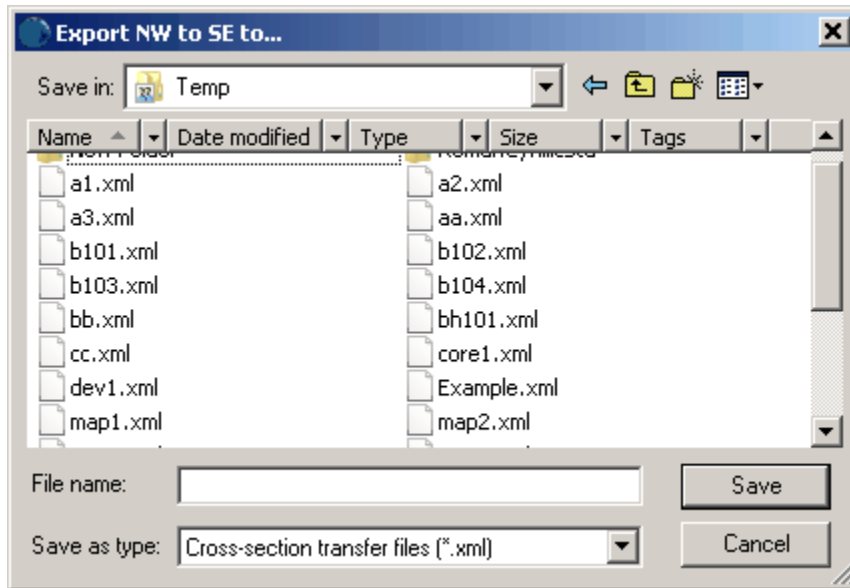 Export NW to SE to...
Save in: Temp
Name Date modified Type Size Tags
a1.xml a2.xml
a3.xml aa.xml
b101.xml b102.xml
b103.xml b104.xml
bb.xml bh101.xml
cc.xml core1.xml
dev1.xml Example.xml
map1.xml map2.xml
File name: Save
Save as type: Cross-section transfer files (*.xml) Cancel